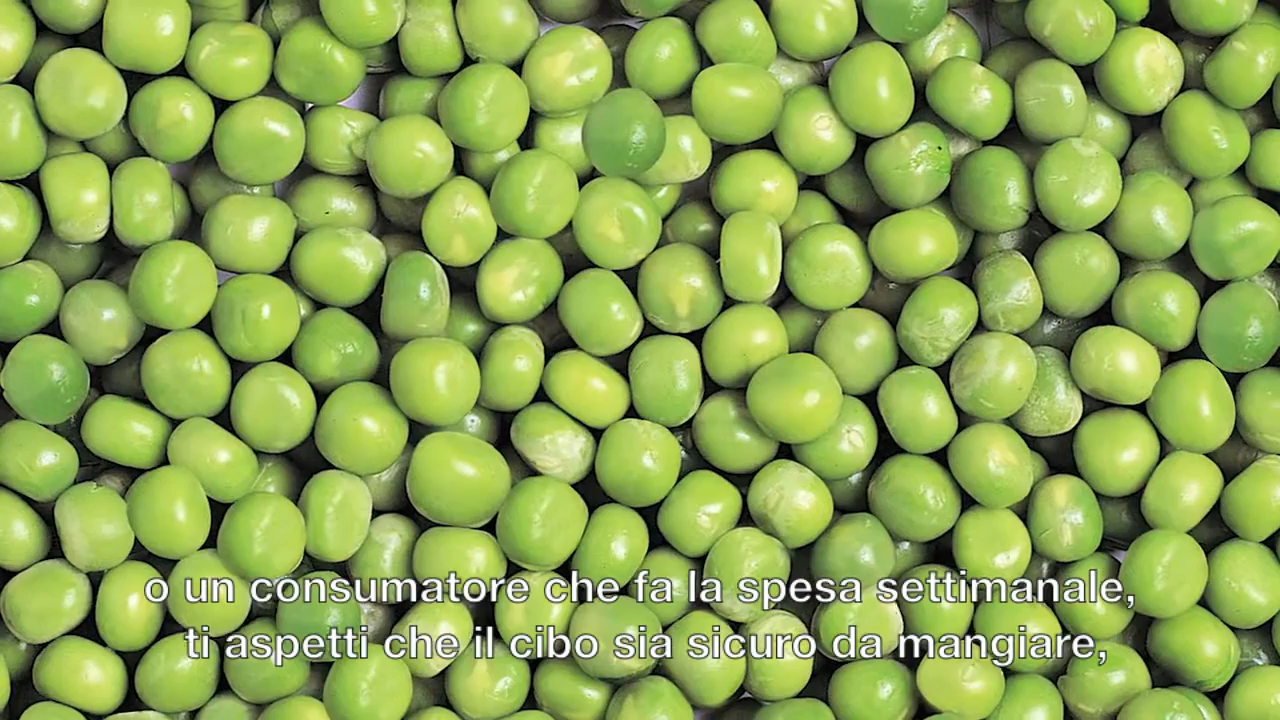 o un consumatore che fa la spesa settimanale,
ti aspetti che il cibo sia sicuro da mangiare,